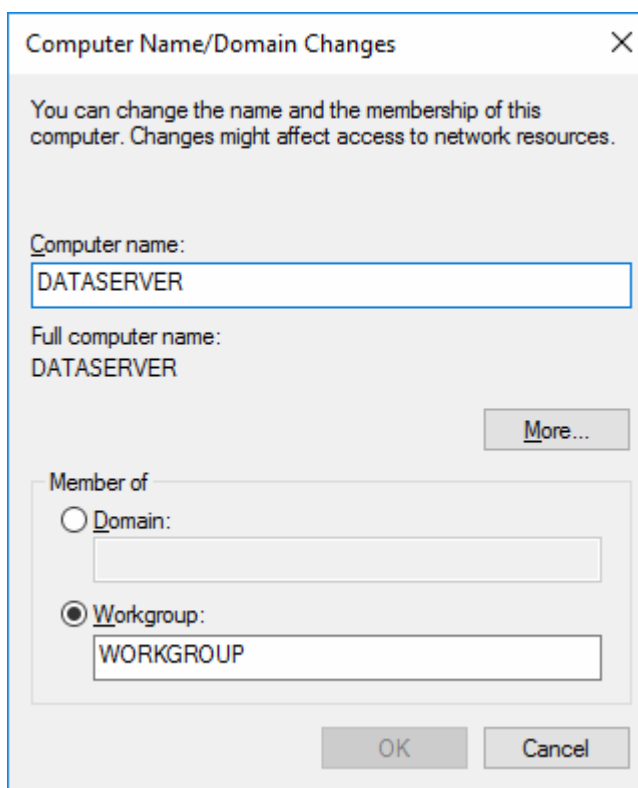 Computer Name/Domain Changes
You can change the name and the membership of this
computer. Changes might affect access to network resources.
Computer name:
DATASERVER
Full computer name:
DATASERVER
More...
Member of
Domain:
Workgroup:
WORKGROUP
OK Cancel